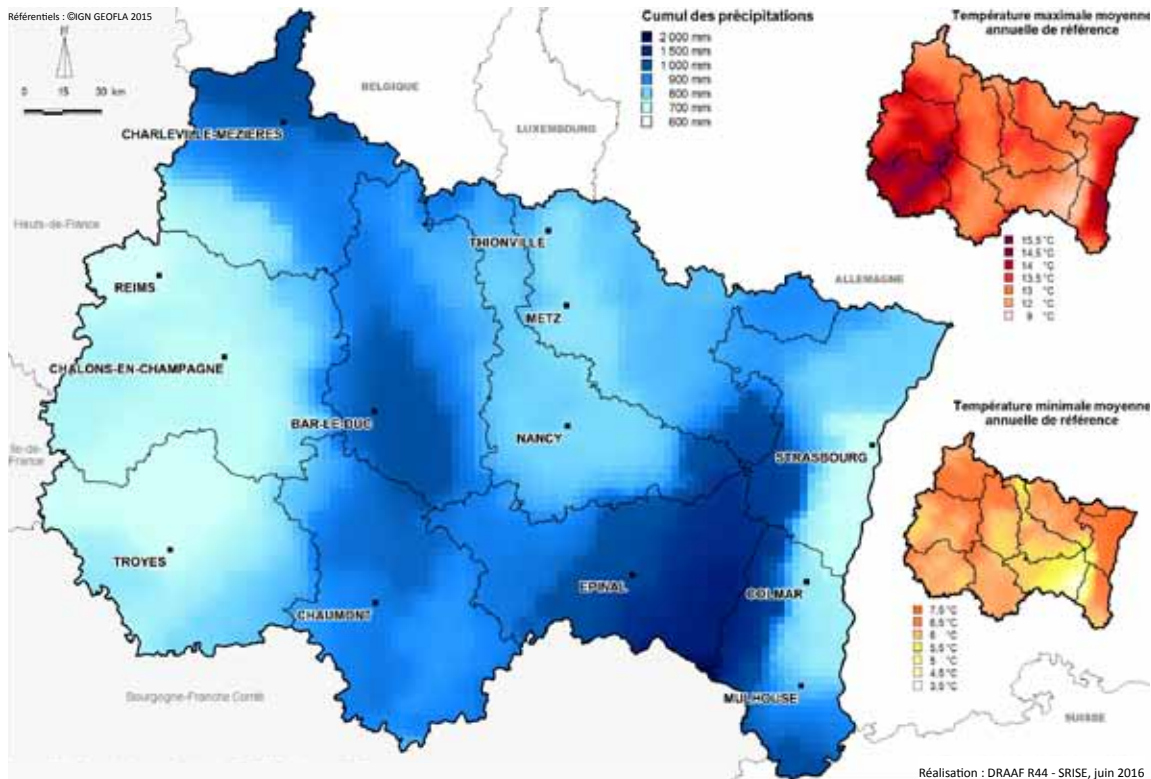 Référentiels : ©IGN GEOFLA 2015
N
0 15 30 km
Cumul des précipitations
2 000 mm
1 500 mm
1 000 mm
900 mm
800 mm
700 mm
600 mm
Température maximale moyenne
annuelle de référence
15,5 °C
14,5 °C
14 °C
13,5 °C
13 °C
12 °C
9 °C
BELGIQUE
LUXEMBOURG
CHARLEVILLE-MEZIERES
Hauts-de-France
THIONVILLE
ALLEMAGNE
REIMS
METZ
CHALONS-EN-CHAMPAGNE
BAR-LE-DUC
NANCY
STRASBOURG
Ile-de-
France
Température minimale moyenne
annuelle de référence
7,5 °C
6,5 °C
6 °C
5,5 °C
5 °C
4,5 °C
3,5 °C
TROYES
EPINAL
COLMAR
CHAUMONT
MULHOUSE
Bourgogne-Franche Comté
SUISSE
Réalisation : DRAAF R44 - SRISE, juin 2016